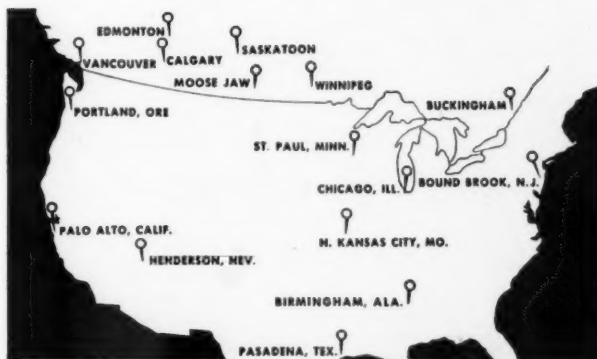 EDMONTON
SASKATOON
VANCOUVER
CALGARY
MOOSE JAW
WINNIPEG
PORTLAND, ORE
BUCKINGHAM
ST. PAUL, MINN.
CHICAGO, ILL.
BOUND BROOK, N.J.
PALO ALTO, CALIF.
N. KANSAS CITY, MO.
HENDERSON, NEV.
BIRMINGHAM, ALA.
PASADENA, TEX.